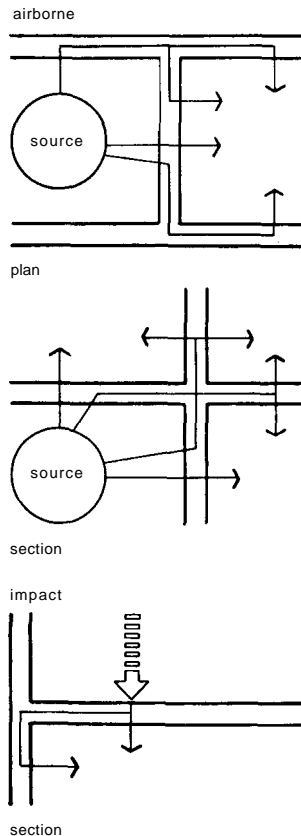 airborne
source
plan
source
section
impact
section